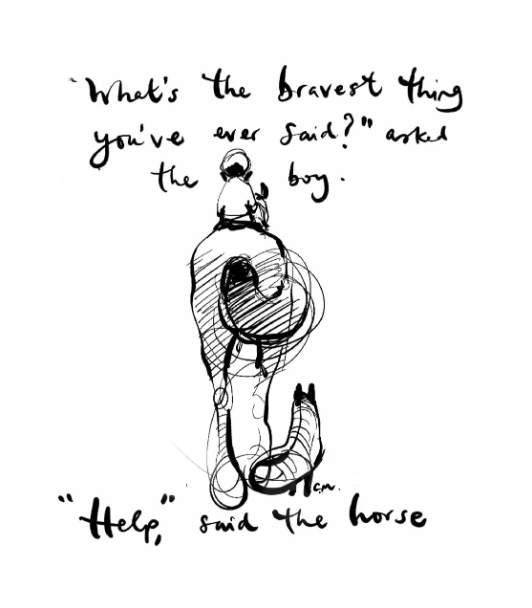 "What's the bravest thing
you've ever said?" asked
the boy.
C.M.
"Help," said the horse